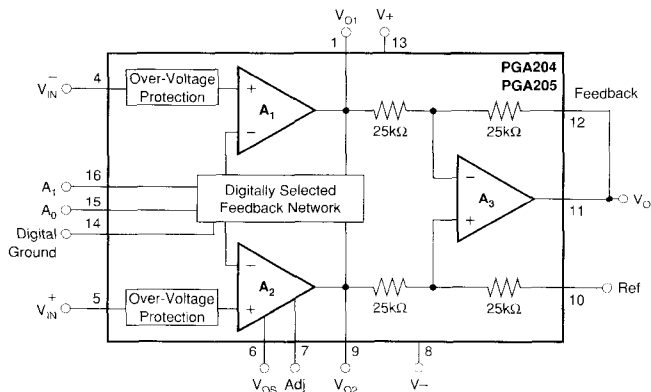 V_O1
V+
1
13
PGA204
PGA205
4
V_IN^-
Over-Voltage
Protection
+
A_1
−
25kΩ
25kΩ
Feedback
12
16
A_1
15
A_0
14
Digital
Ground
Digitally Selected
Feedback Network
−
A_3
+
11
V_O
−
A_2
+
5
V_IN^+
Over-Voltage
Protection
25kΩ
25kΩ
10
Ref
6
7
9
8
V_OS
Adj
V_O2
V−